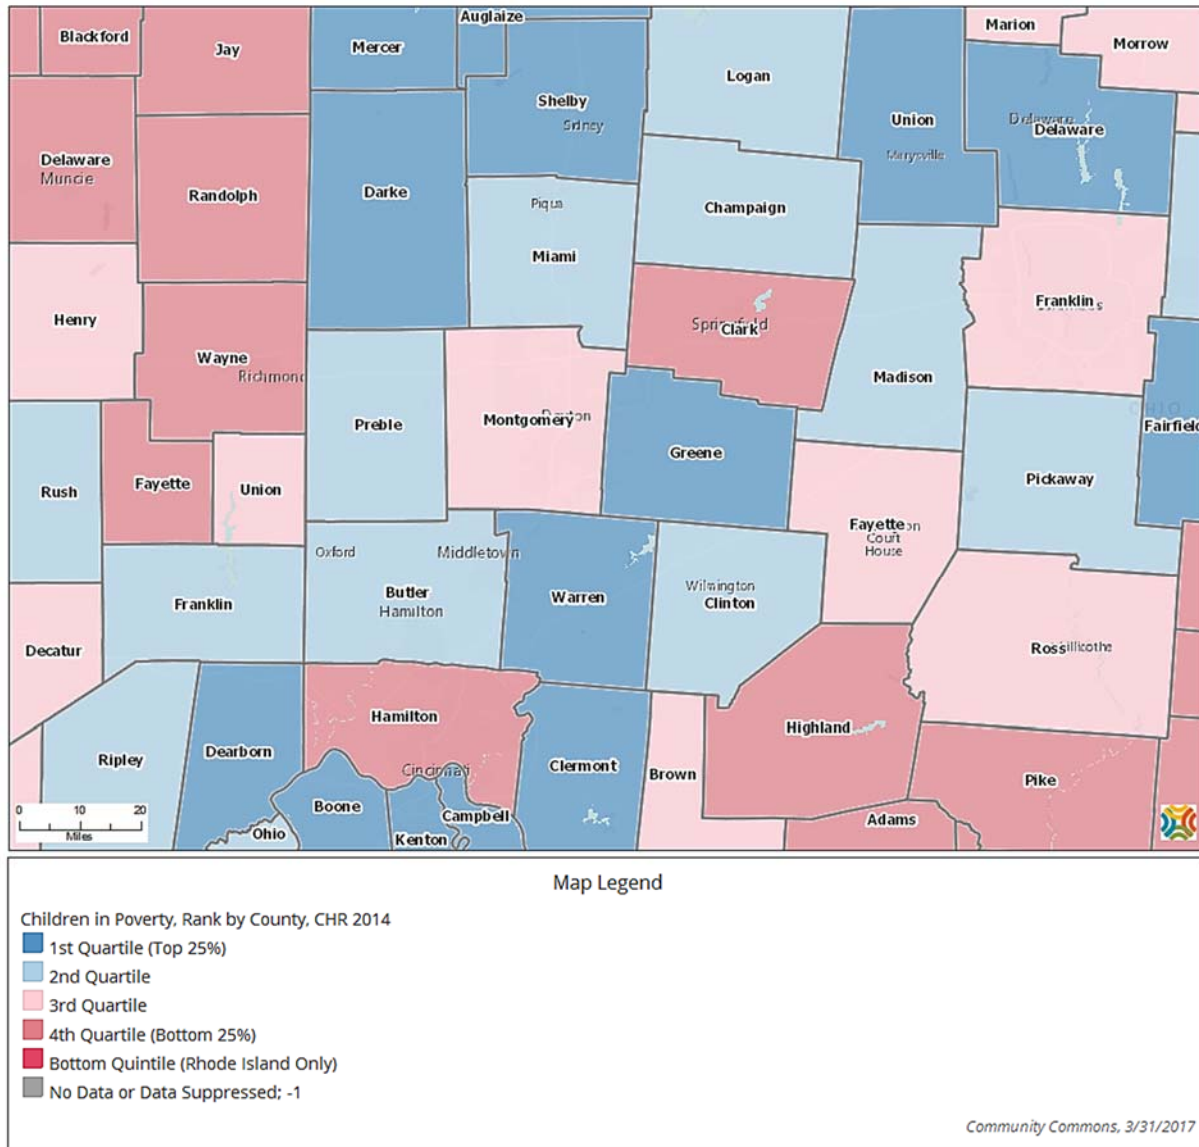 Auglaize
Marion
Blackford
Jay
Mercer
Morrow
Logan
Shelby
Sidney
Union
Delaware
Delaware
Marysville
Delaware
Muncie
Randolph
Darke
Piqua
Champaign
Miami
Henry
Franklin
Springfield
Clark
Wayne
Richmond
Madison
OHIO
Preble
Montgomery
Dayton
Fairfield
Greene
Rush
Fayette
Union
Pickaway
Fayette
Court
House
Oxford
Middletown
Butler
Hamilton
Warren
Wilmington
Clinton
Franklin
Decatur
Ross
Hamilton
Highland
Dearborn
Ripley
Clermont
Brown
Cincinnati
Pike
Boone
Campbell
Adams
Ohio
Kenton
0 10 20
Miles
Map Legend
Children in Poverty, Rank by County, CHR 2014
1st Quartile (Top 25%)
2nd Quartile
3rd Quartile
4th Quartile (Bottom 25%)
Bottom Quintile (Rhode Island Only)
No Data or Data Suppressed; -1
Community Commons, 3/31/2017